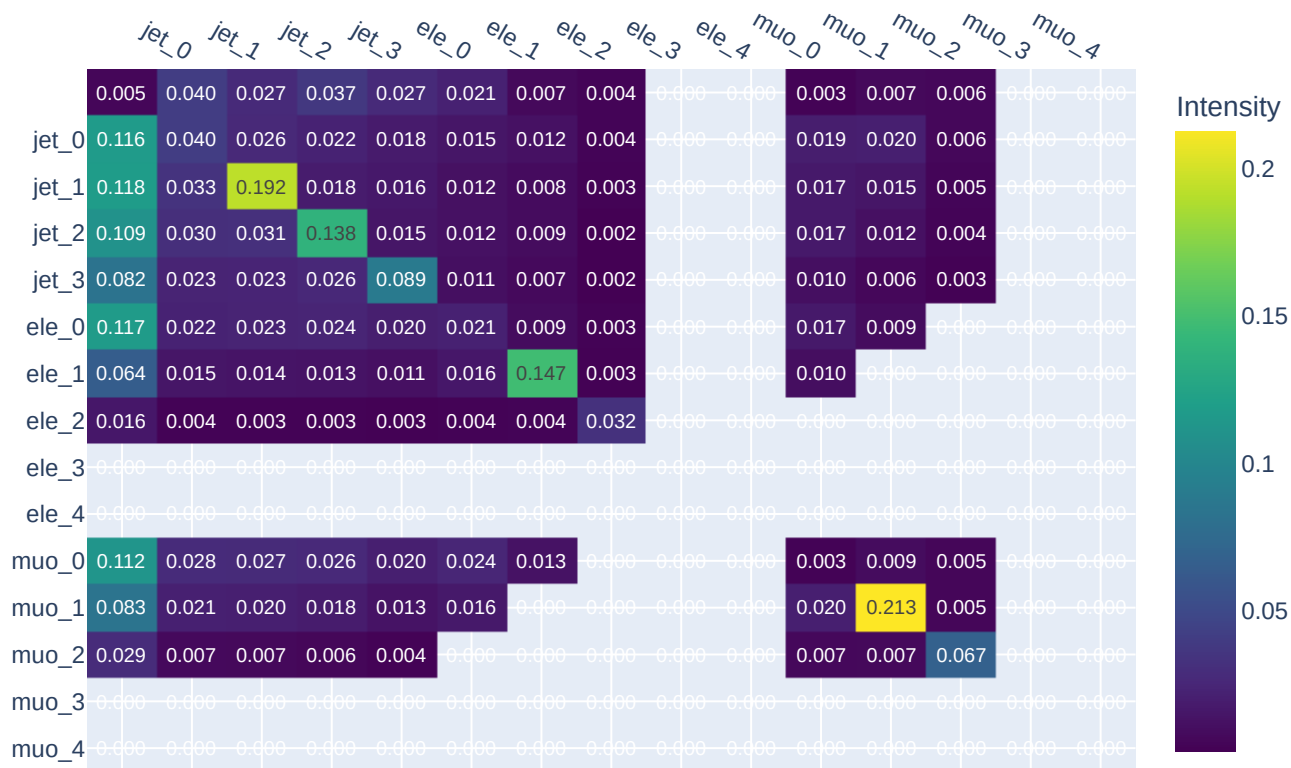 jet_0 jet_1 jet_2 jet_3 ele_0 ele_1 ele_2 ele_3 ele_4 muo_0 muo_1 muo_2 muo_3 muo_4
0.005 0.040 0.027 0.037 0.027 0.021 0.007 0.004 0.000 0.000 0.003 0.007 0.006 0.000 0.000
jet_0 0.116 0.040 0.026 0.022 0.018 0.015 0.012 0.004 0.000 0.000 0.019 0.020 0.006 0.000 0.000
jet_1 0.118 0.033 0.192 0.018 0.016 0.012 0.008 0.003 0.000 0.000 0.017 0.015 0.005 0.000 0.000
jet_2 0.109 0.030 0.031 0.138 0.015 0.012 0.009 0.002 0.000 0.000 0.017 0.012 0.004 0.000 0.000
jet_3 0.082 0.023 0.023 0.026 0.089 0.011 0.007 0.002 0.000 0.000 0.010 0.006 0.003 0.000 0.000
ele_0 0.117 0.022 0.023 0.024 0.020 0.021 0.009 0.003 0.000 0.000 0.017 0.009 0.000 0.000 0.000
ele_1 0.064 0.015 0.014 0.013 0.011 0.016 0.147 0.003 0.000 0.000 0.010 0.000 0.000 0.000 0.000
ele_2 0.016 0.004 0.003 0.003 0.003 0.004 0.004 0.032 0.000 0.000 0.000 0.000 0.000 0.000 0.000
ele_3 0.000 0.000 0.000 0.000 0.000 0.000 0.000 0.000 0.000 0.000 0.000 0.000 0.000 0.000 0.000
ele_4 0.000 0.000 0.000 0.000 0.000 0.000 0.000 0.000 0.000 0.000 0.000 0.000 0.000 0.000 0.000
muo_0 0.112 0.028 0.027 0.026 0.020 0.024 0.013 0.000 0.000 0.000 0.003 0.009 0.005 0.000 0.000
muo_1 0.083 0.021 0.020 0.018 0.013 0.016 0.000 0.000 0.000 0.000 0.020 0.213 0.005 0.000 0.000
muo_2 0.029 0.007 0.007 0.006 0.004 0.000 0.000 0.000 0.000 0.000 0.007 0.007 0.067 0.000 0.000
muo_3 0.000 0.000 0.000 0.000 0.000 0.000 0.000 0.000 0.000 0.000 0.000 0.000 0.000 0.000 0.000
muo_4 0.000 0.000 0.000 0.000 0.000 0.000 0.000 0.000 0.000 0.000 0.000 0.000 0.000 0.000 0.000
Intensity
0.2
0.15
0.1
0.05